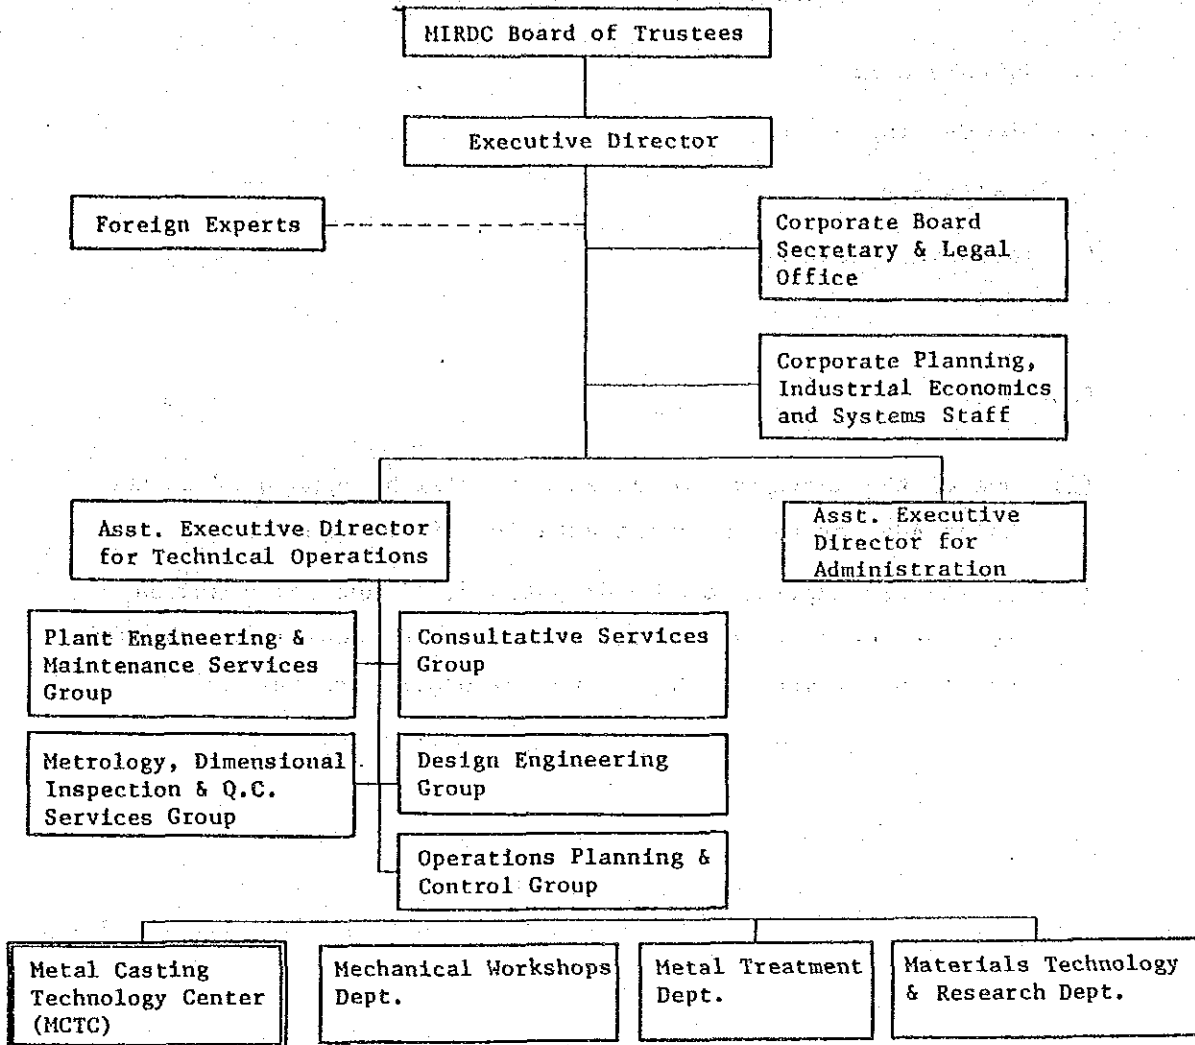 MIRDC Board of Trustees
Executive Director
Foreign Experts
Corporate Board
Secretary & Legal
Office
Corporate Planning,
Industrial Economics
and Systems Staff
Asst. Executive Director
for Technical Operations
Asst. Executive
Director for
Administration
Plant Engineering &
Maintenance Services
Group
Consultative Services
Group
Metrology, Dimensional
Inspection & Q.C.
Services Group
Design Engineering
Group
Operations Planning &
Control Group
Metal Casting
Technology Center
(MCTC)
Mechanical Workshops
Dept.
Metal Treatment
Dept.
Materials Technology
& Research Dept.